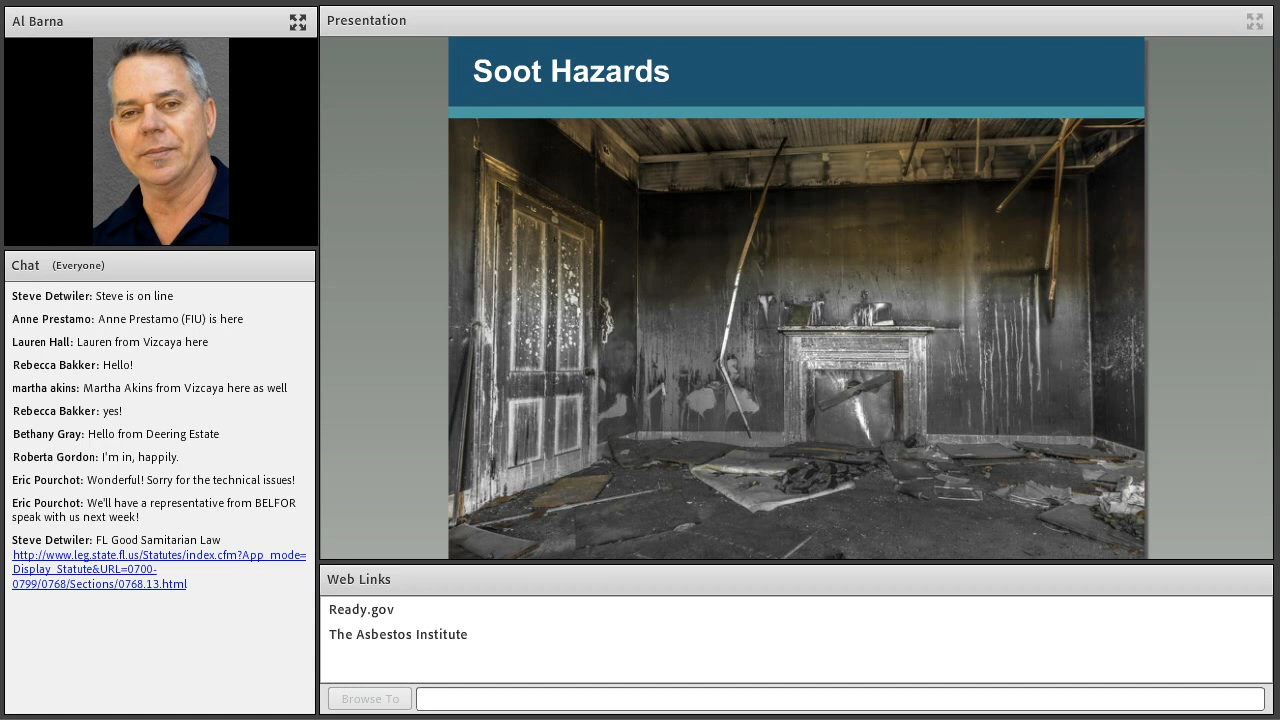 Al Barna
Presentation
Soot Hazards
Chat (Everyone)
Steve Detwiler: Steve is on line
Anne Prestamo: Anne Prestamo (FIU) is here
Lauren Hall: Lauren from Vizcaya here
Rebecca Bakker: Hello!
martha akins: Martha Akins from Vizcaya here as well
Rebecca Bakker: yes!
Bethany Gray: Hello from Deering Estate
Roberta Gordon: I'm in, happily.
Eric Pourchot: Wonderful! Sorry for the technical issues!
Eric Pourchot: We'll have a representative from BELFOR
speak with us next week!
Steve Detwiler: FL Good Samitarian Law
http://www.leg.state.fl.us/Statutes/index.cfm?App_mode=
Display_Statute&URL=0700-
0799/0768/Sections/0768.13.html
Web Links
Ready.gov
The Asbestos Institute
Browse To